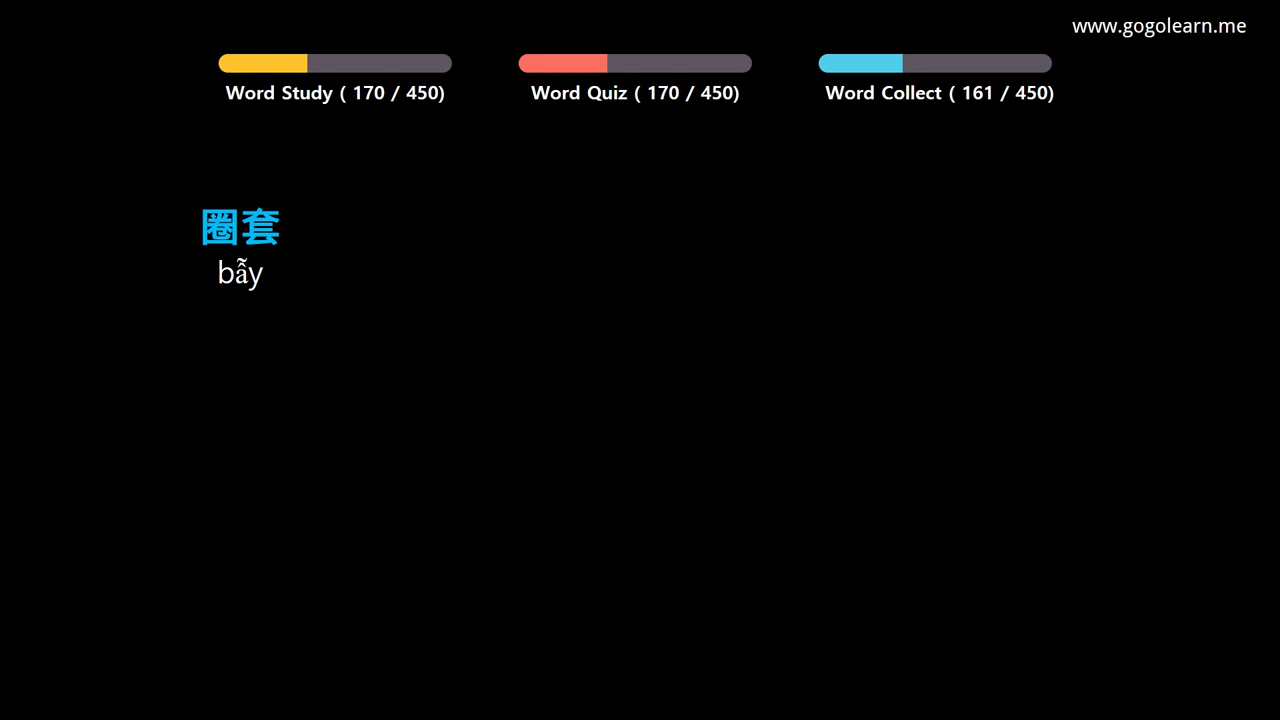 www.gogolearn.me
Word Study ( 170 / 450)
Word Quiz ( 170 / 450)
Word Collect ( 161 / 450)
圈套
bẫy